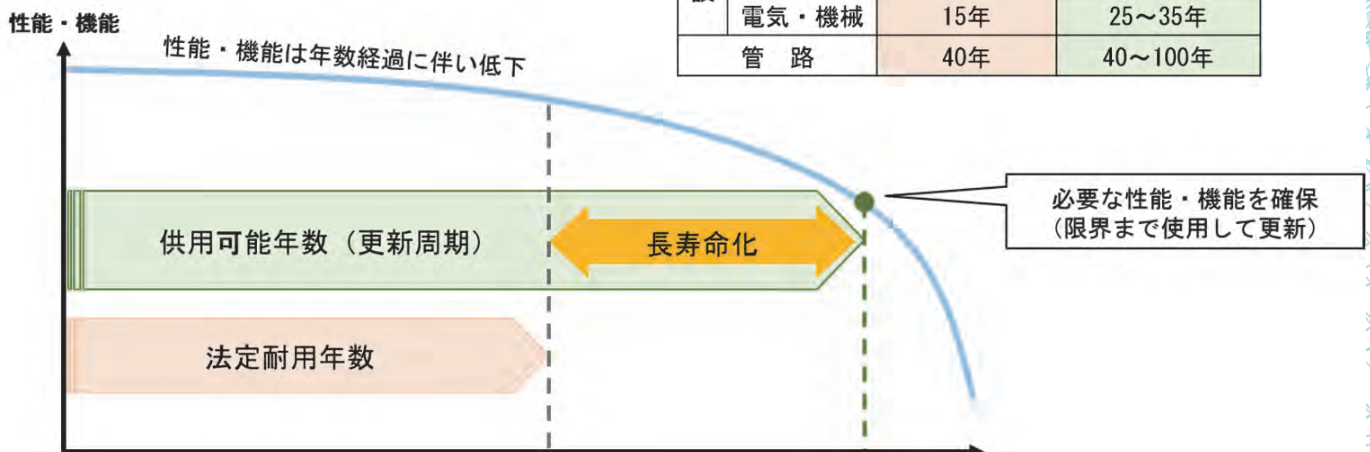 設
電気・機械 15年 25～35年
管　路 40年 40～100年
性能・機能
性能・機能は年数経過に伴い低下
必要な性能・機能を確保
（限界まで使用して更新）
供用可能年数（更新周期）
長寿命化
法定耐用年数